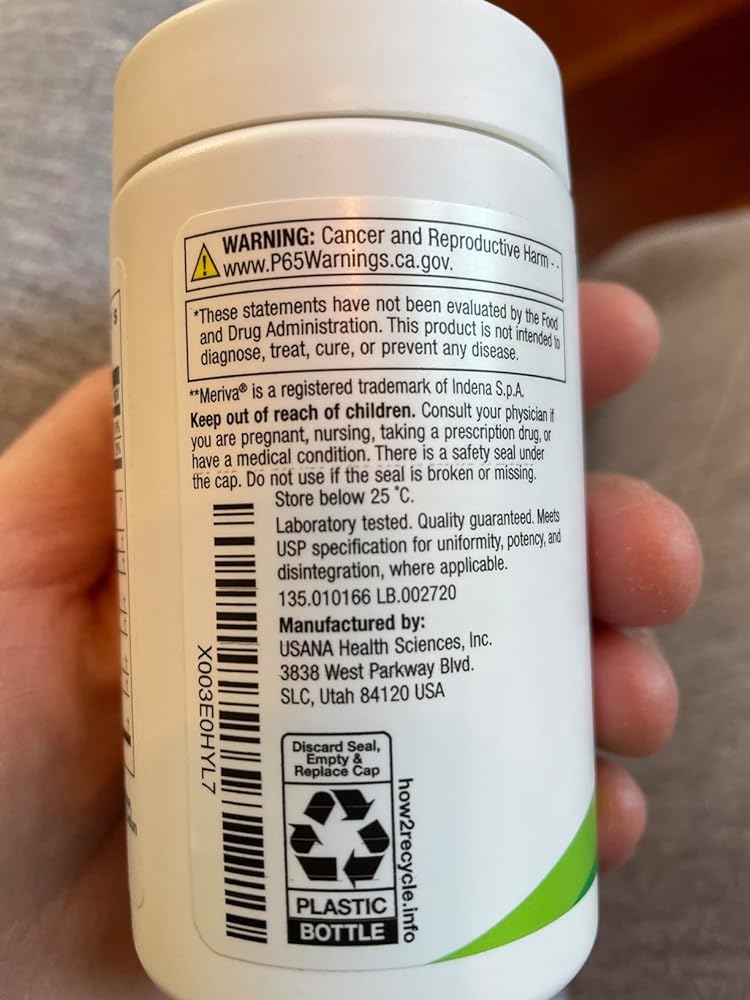 WARNING: Cancer and Reproductive Harm - -
www.P65Warnings.ca.gov.
*These statements have not been evaluated by the Food
and Drug Administration. This product is not intended to
diagnose, treat, cure, or prevent any disease.
**Meriva® is a registered trademark of Indena S.p.A.
Keep out of reach of children. Consult your physician if
you are pregnant, nursing, taking a prescription drug, or
have a medical condition. There is a safety seal under
the cap. Do not use if the seal is broken or missing.
Store below 25 °C.
Laboratory tested. Quality guaranteed. Meets
USP specification for uniformity, potency, and
disintegration, where applicable.
135.010166 LB.002720
Manufactured by:
USANA Health Sciences, Inc.
3838 West Parkway Blvd.
SLC, Utah 84120 USA
X003E0HYL7
Discard Seal,
Empty &
Replace Cap
PLASTIC
BOTTLE
how2recycle.info